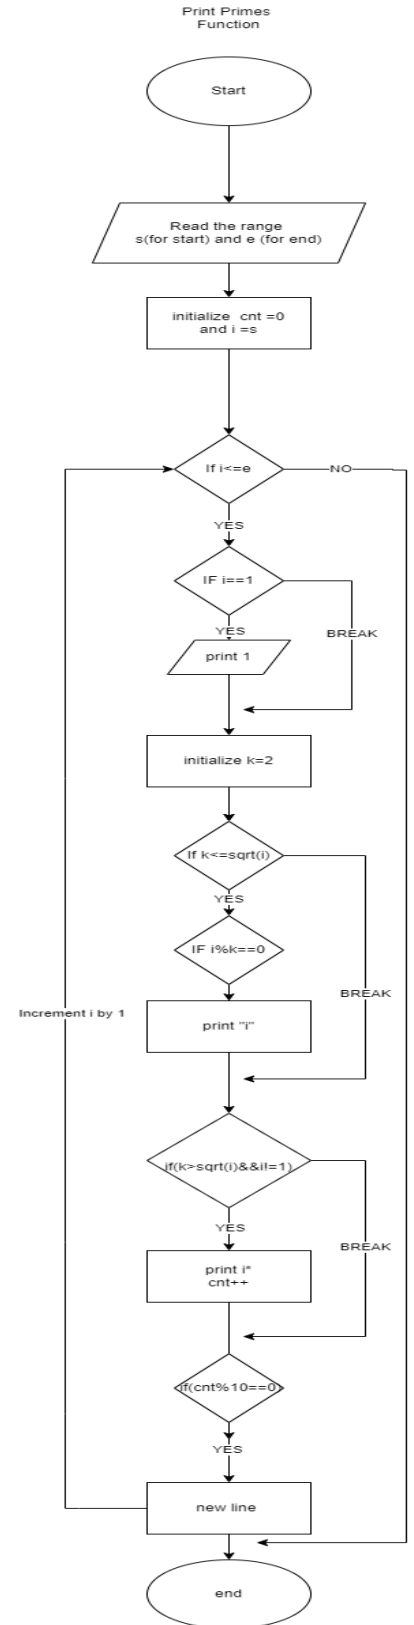 Print Primes
Function
Start
Read the range
s(for start) and e (for end)
initialize cnt =0
and i =s
If i<=e
NO
YES
IF i==1
YES
BREAK
print 1
initialize k=2
If k<=sqrt(i)
YES
IF i%k==0
BREAK
Increment i by 1
print "i"
if(k>sqrt(i)&&i!=1)
YES
BREAK
print i*
cnt++
if(cnt%10==0)
YES
new line
end